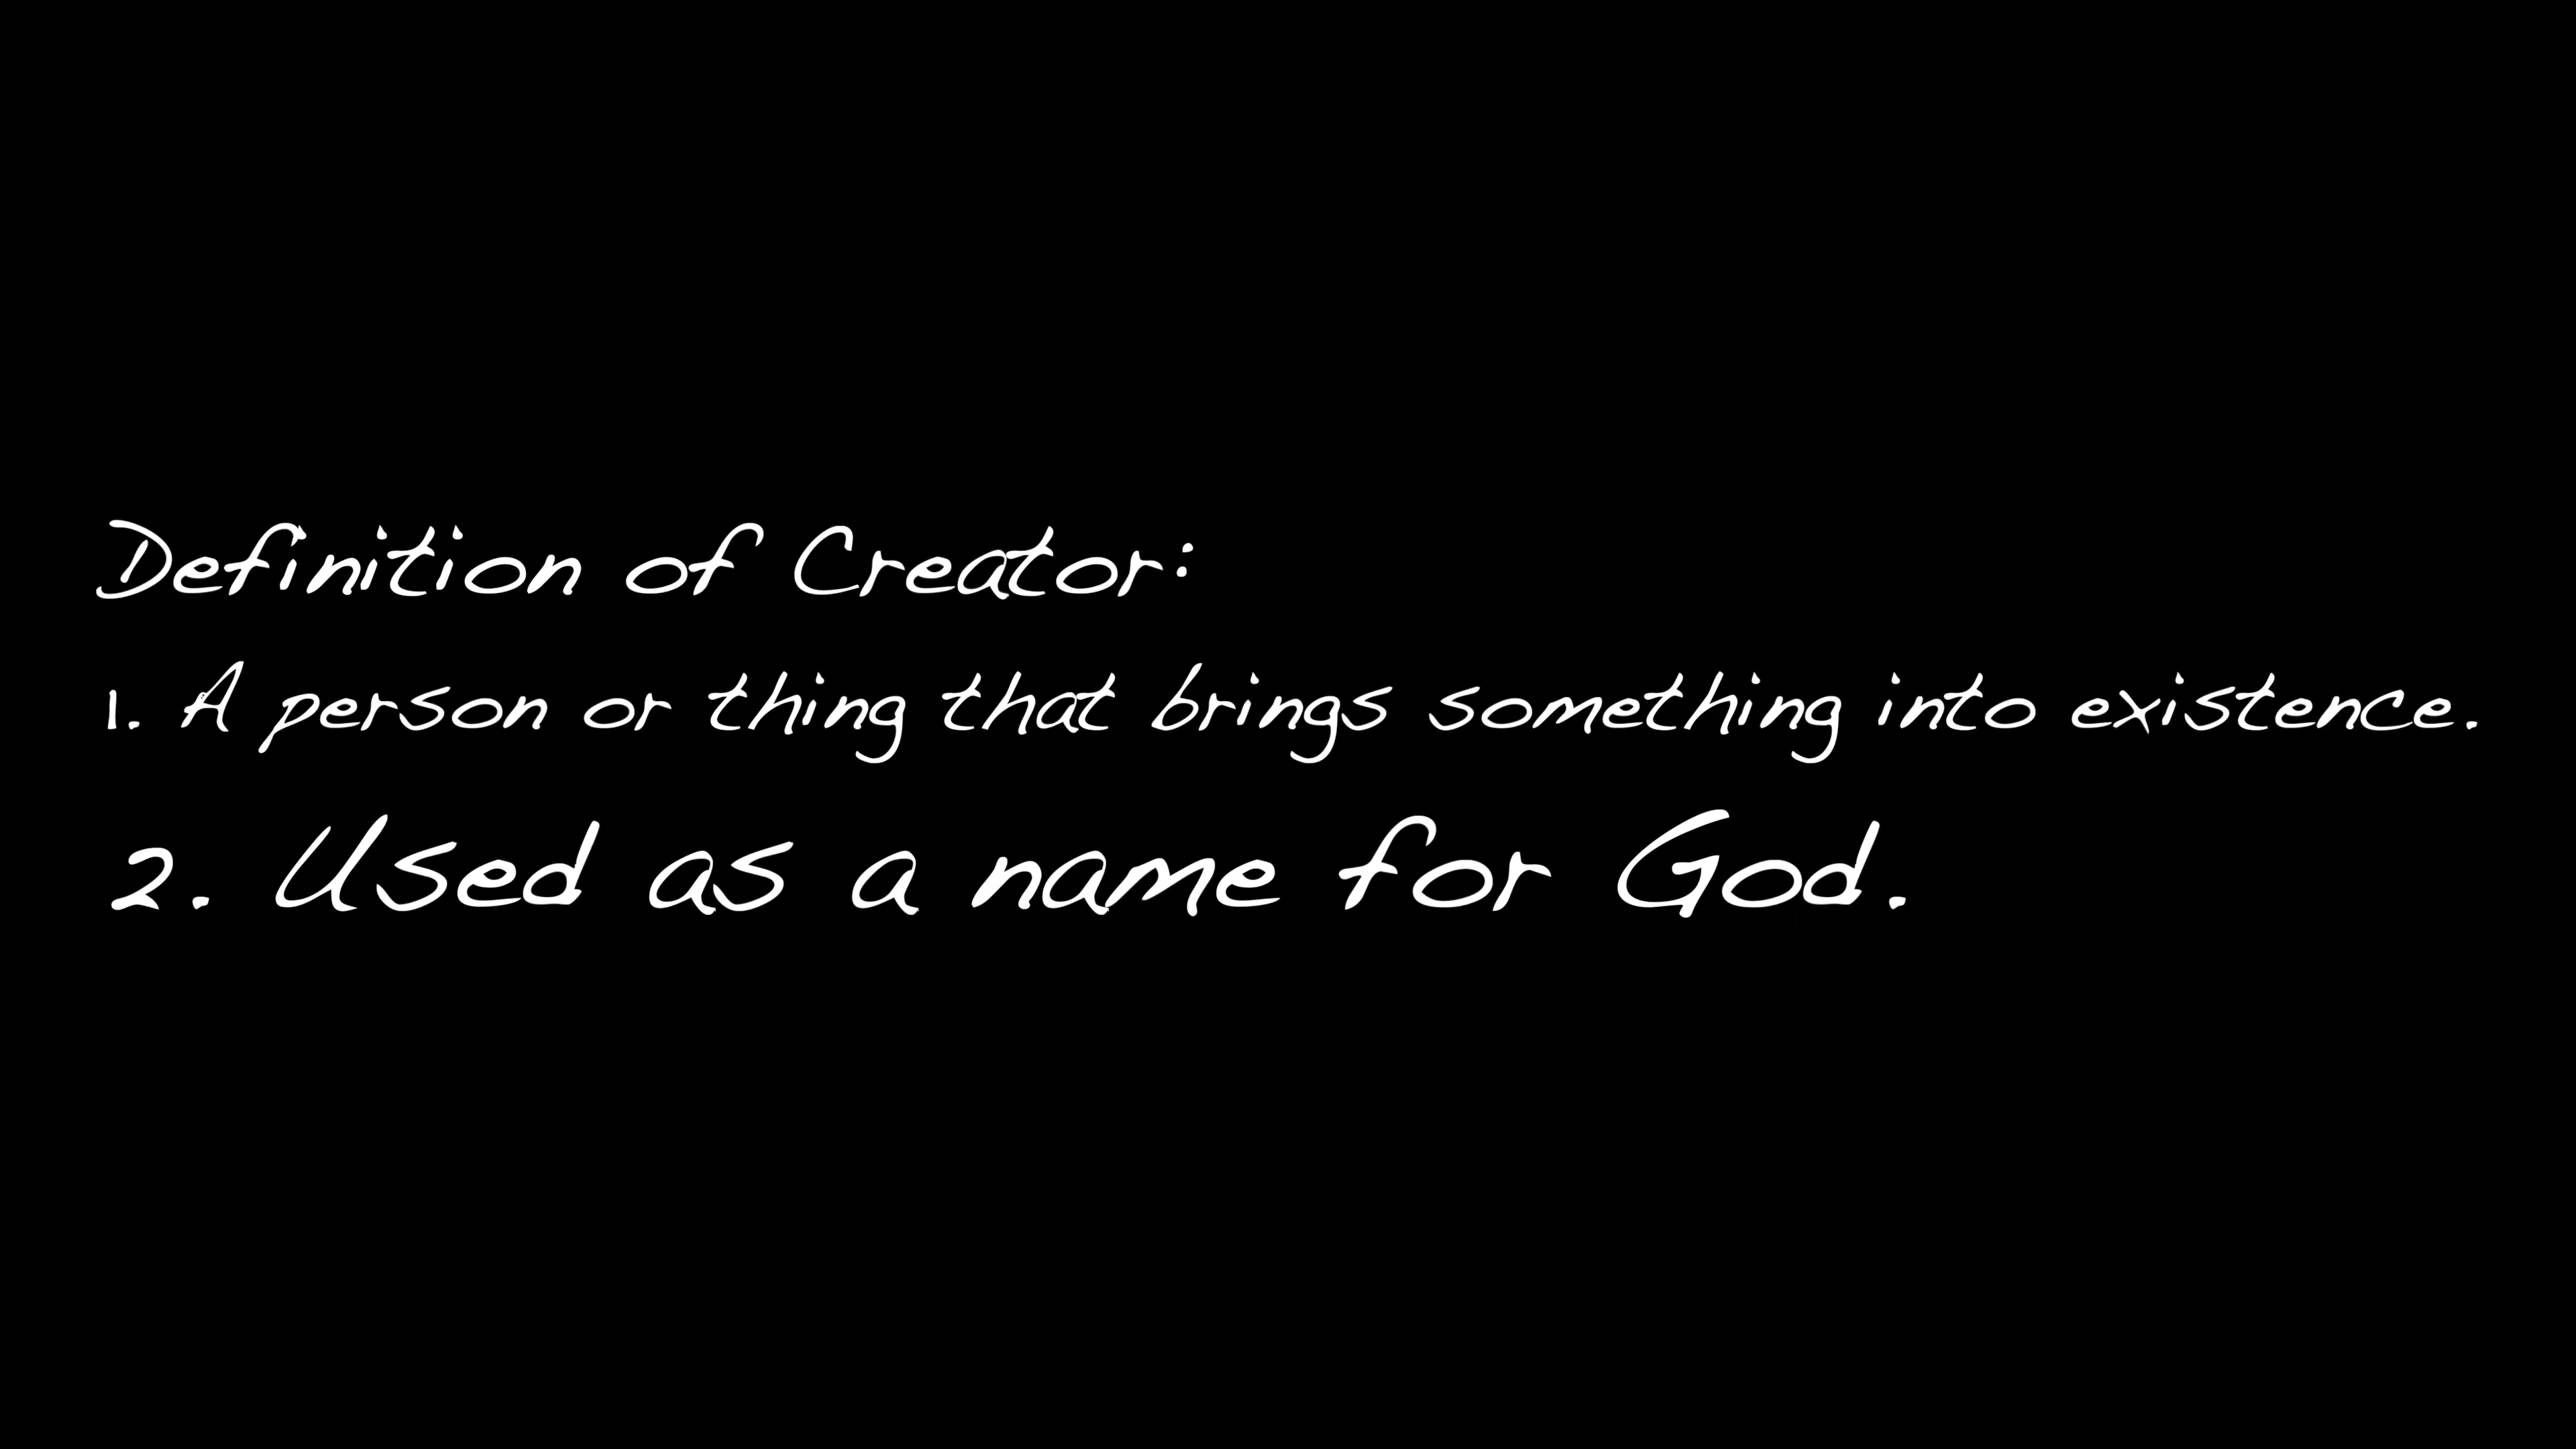 Definition of Creator:
1. A person or thing that brings something into existence.
2. Used as a name for God.